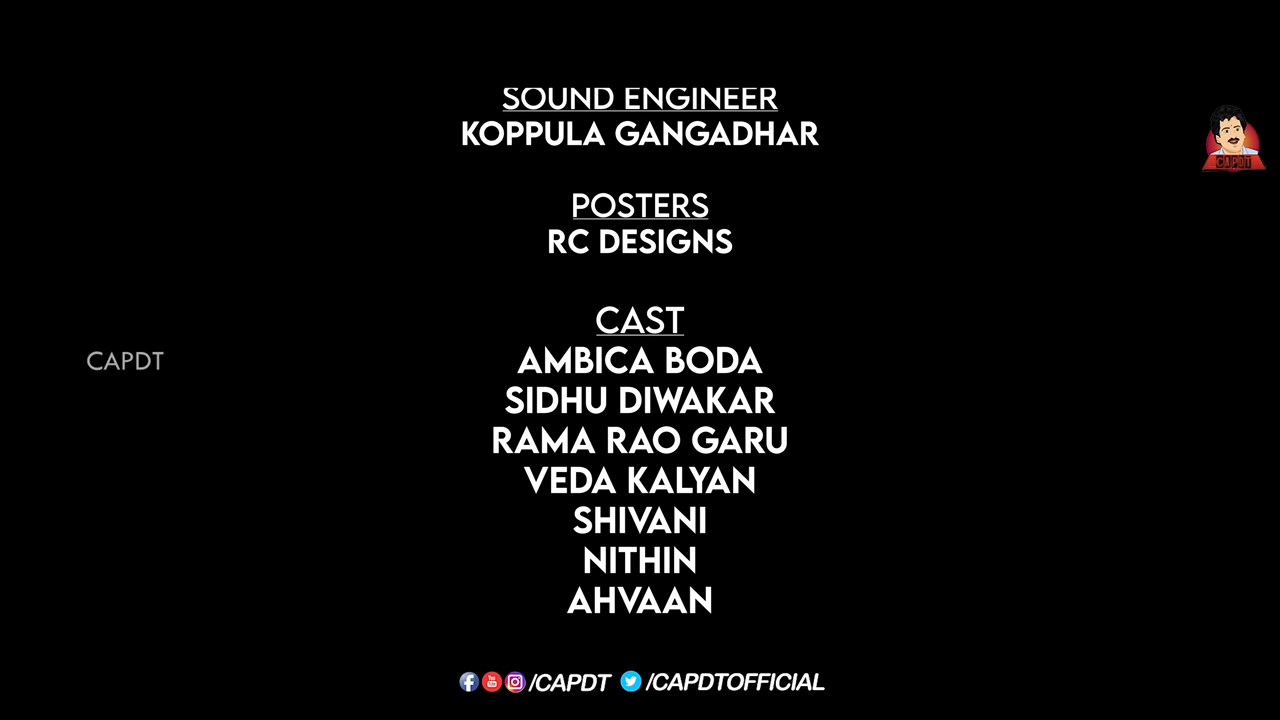 SOUND ENGINEER
KOPPULA GANGADHAR
CAPDT
POSTERS
RC DESIGNS
CAST
AMBICA BODA
CAPDT
SIDHU DIWAKAR
RAMA RAO GARU
VEDA KALYAN
SHIVANI
NITHIN
AHVAAN
/CAPDT /CAPDTOFFICIAL